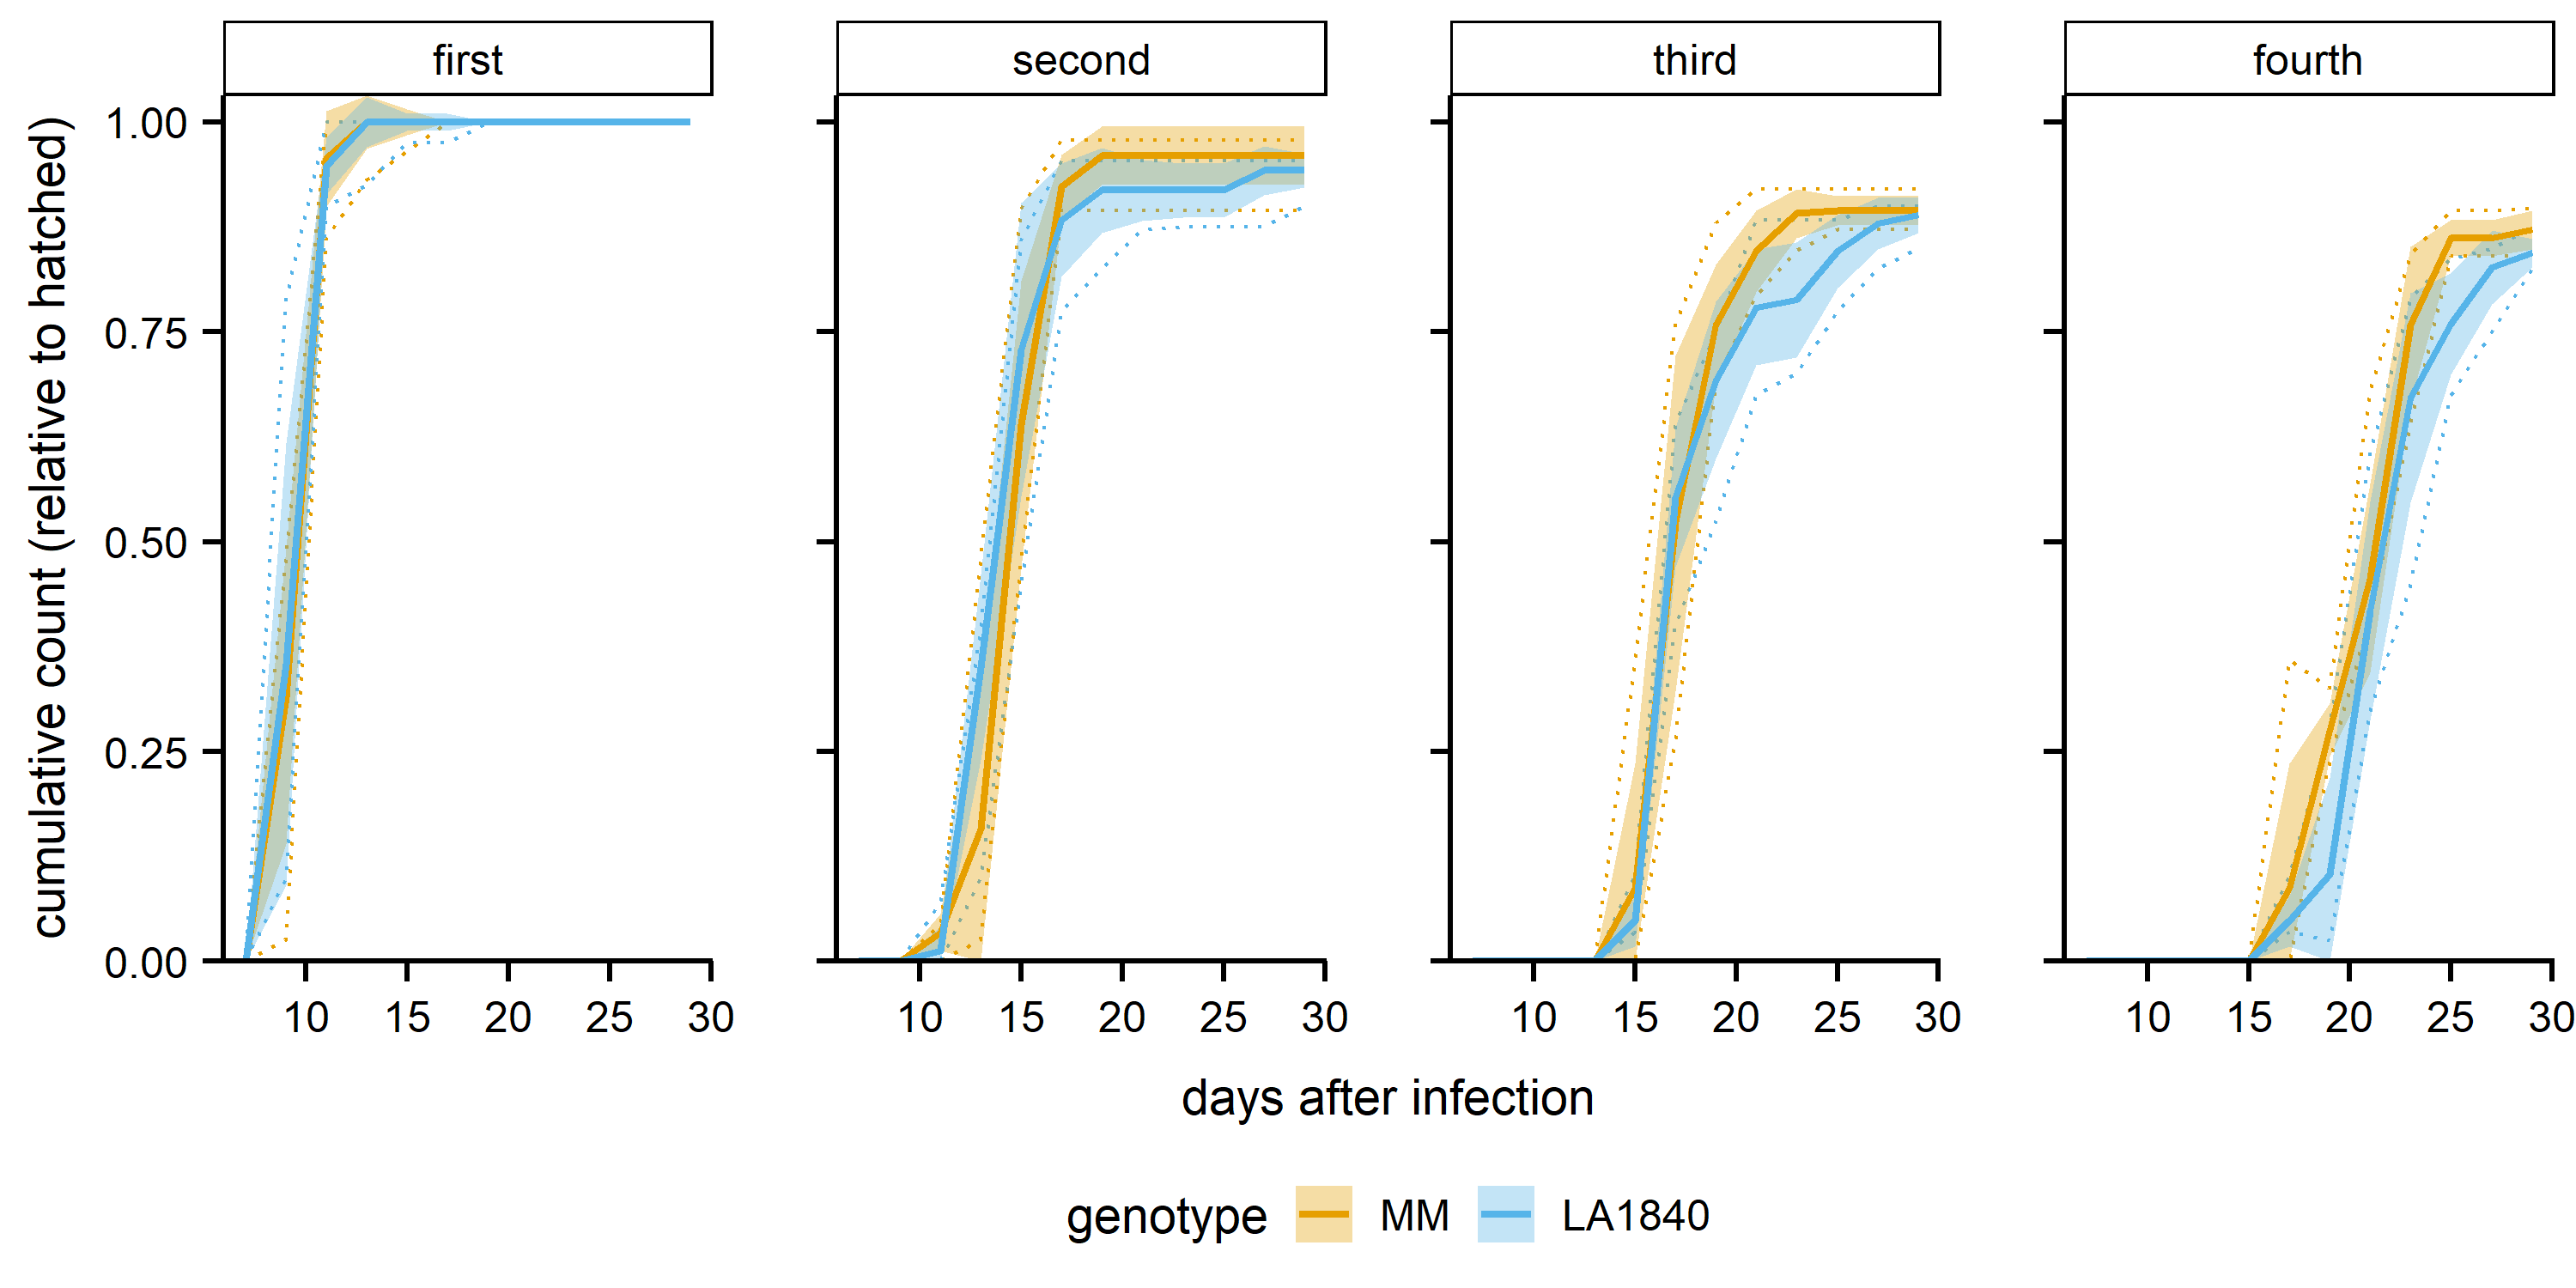 first second third fourth
cumulative count (relative to hatched)
1.00
0.75
0.50
0.25
0.00
10 15 20 25 30 10 15 20 25 30 10 15 20 25 30 10 15 20 25 30
days after infection
genotype MM LA1840